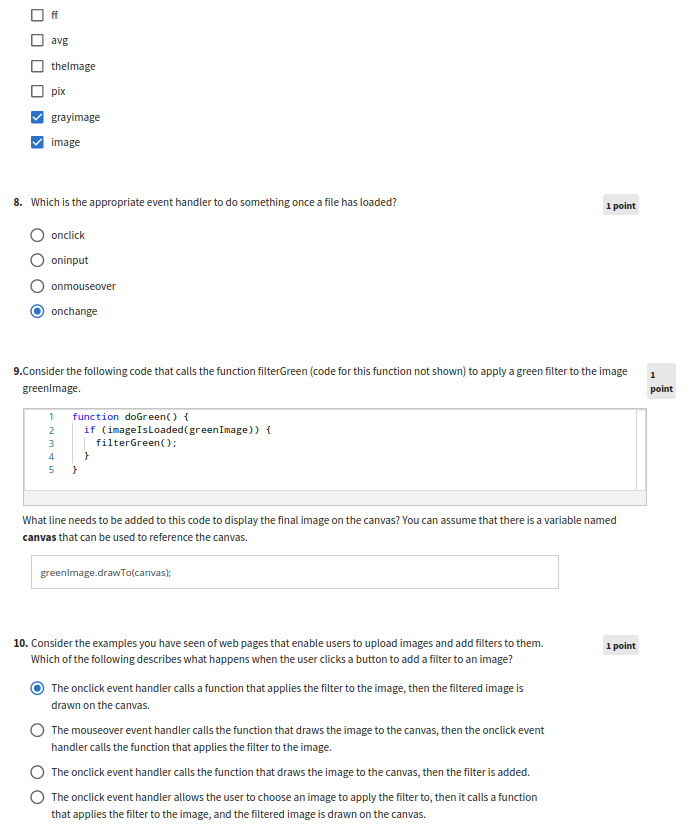 ff
avg
theImage
pix
grayimage
image
8. Which is the appropriate event handler to do something once a file has loaded?
1 point
onclick
oninput
onmouseover
onchange
9.Consider the following code that calls the function filterGreen (code for this function not shown) to apply a green filter to the image
greenImage.
1
point
1 function doGreen() {
2 if (imageIsLoaded(greenImage)) {
3 filterGreen();
4 }
5 }
What line needs to be added to this code to display the final image on the canvas? You can assume that there is a variable named
canvas that can be used to reference the canvas.
greenImage.drawTo(canvas);
10. Consider the examples you have seen of web pages that enable users to upload images and add filters to them.
1 point
Which of the following describes what happens when the user clicks a button to add a filter to an image?
The onclick event handler calls a function that applies the filter to the image, then the filtered image is
drawn on the canvas.
The mouseover event handler calls the function that draws the image to the canvas, then the onclick event
handler calls the function that applies the filter to the image.
The onclick event handler calls the function that draws the image to the canvas, then the filter is added.
The onclick event handler allows the user to choose an image to apply the filter to, then it calls a function
that applies the filter to the image, and the filtered image is drawn on the canvas.